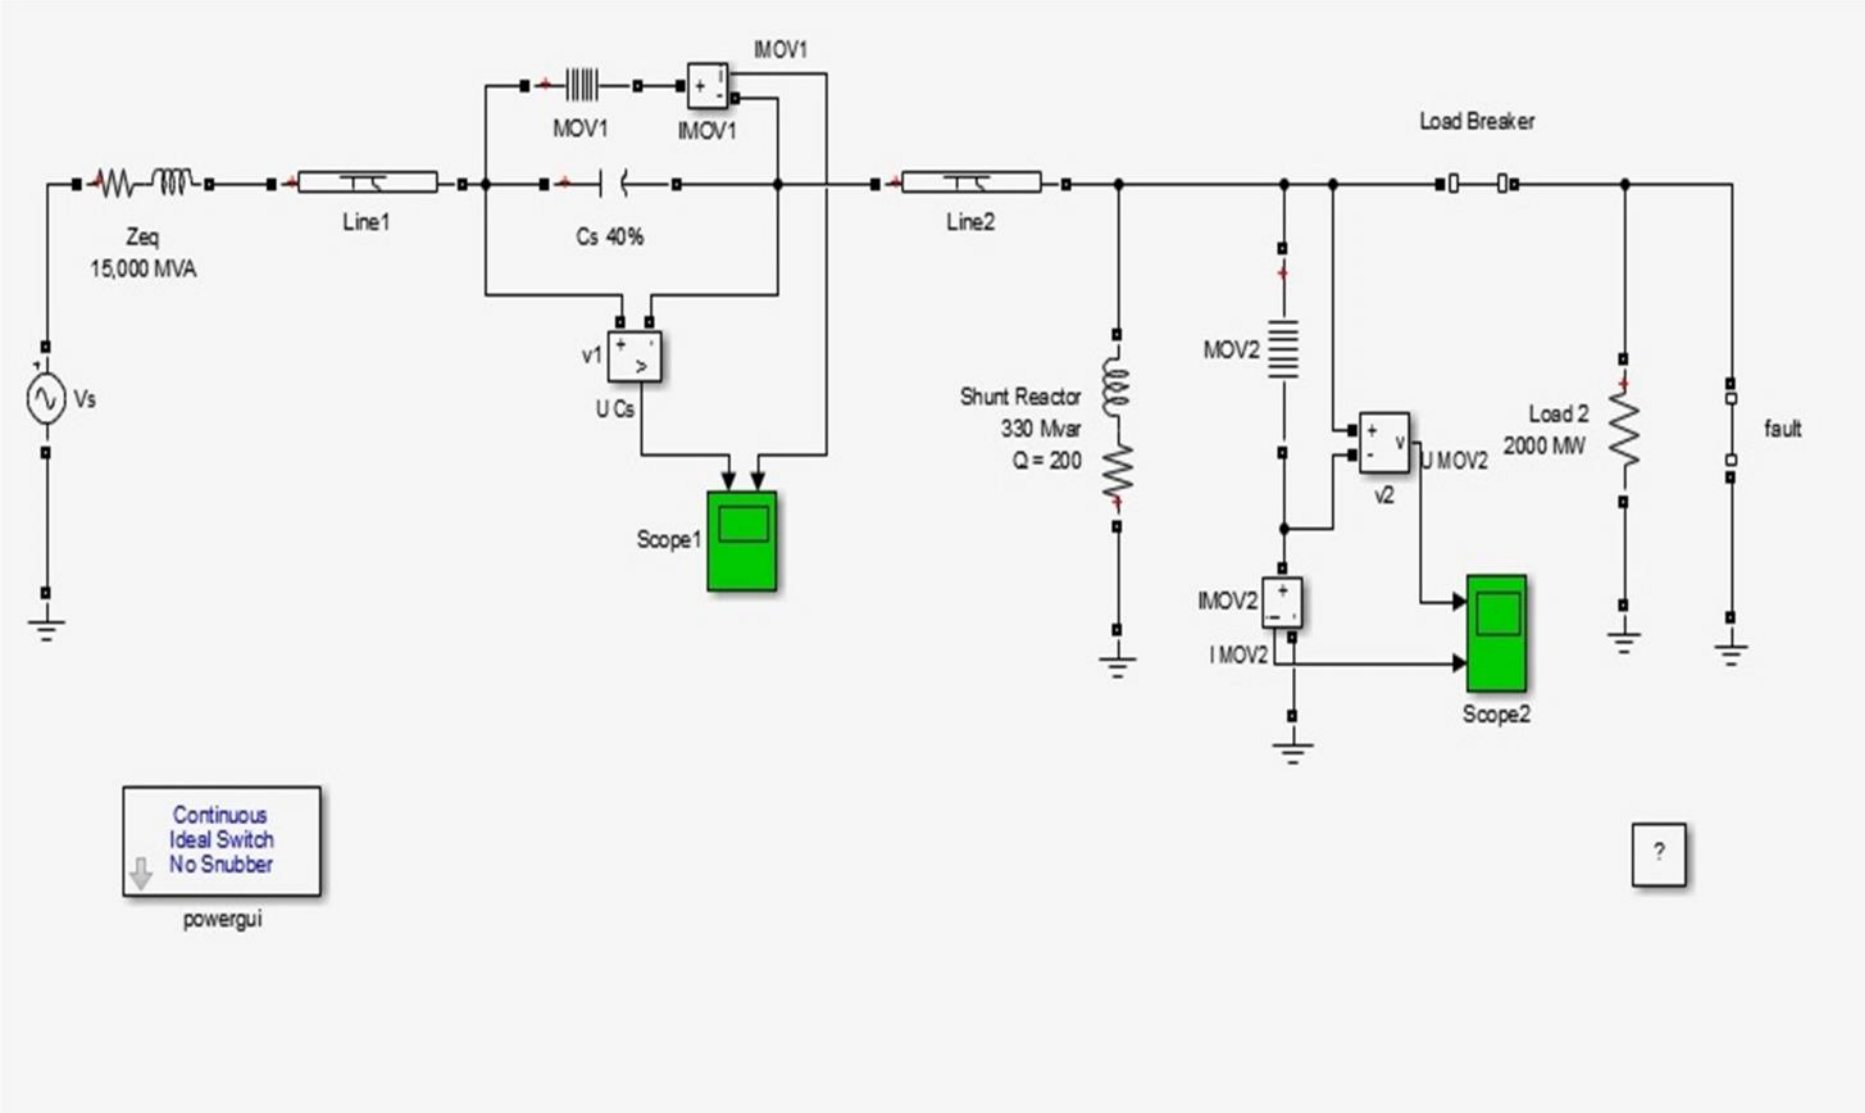 IMOV1
MOV1
IMOV1
Load Breaker
Zeq
15,000 MVA
Line1
Cs 40%
Line2
v1
U Cs
Vs
MOV2
Shunt Reactor
330 Mvar
Q = 200
v
U MOV2
v2
Load 2
2000 MW
fault
Scope1
IMOV2
I MOV2
Scope2
Continuous
Ideal Switch
No Snubber
powergui
?